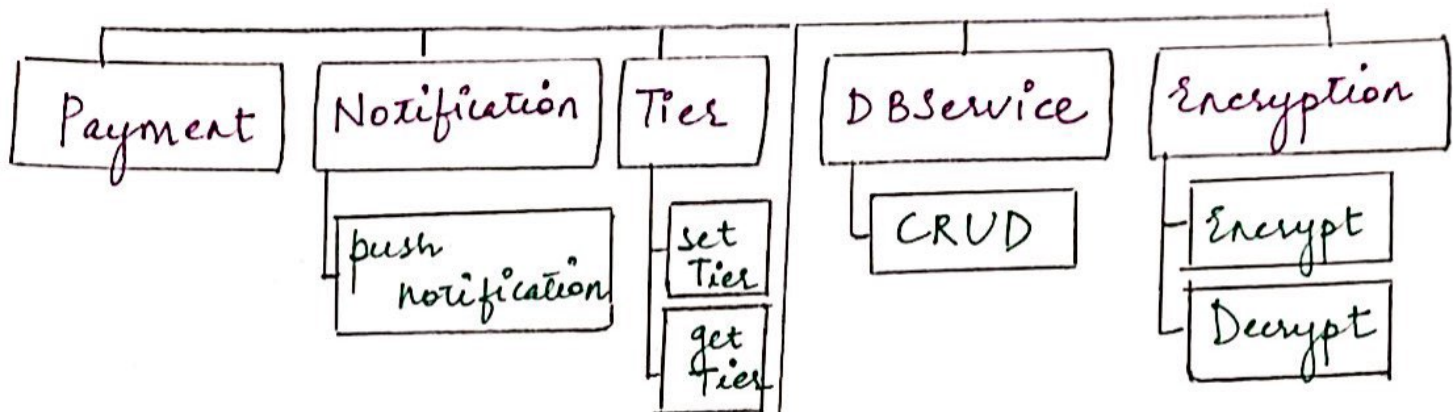 Payment
Notification
Tier
DBService
Encryption
push
notification
set
Tier
get
Tier
CRUD
Encrypt
Decrypt